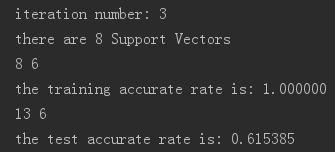 iteration number: 3
there are 8 Support Vectors
8 6
the training accurate rate is: 1.000000
13 6
the test accurate rate is: 0.615385